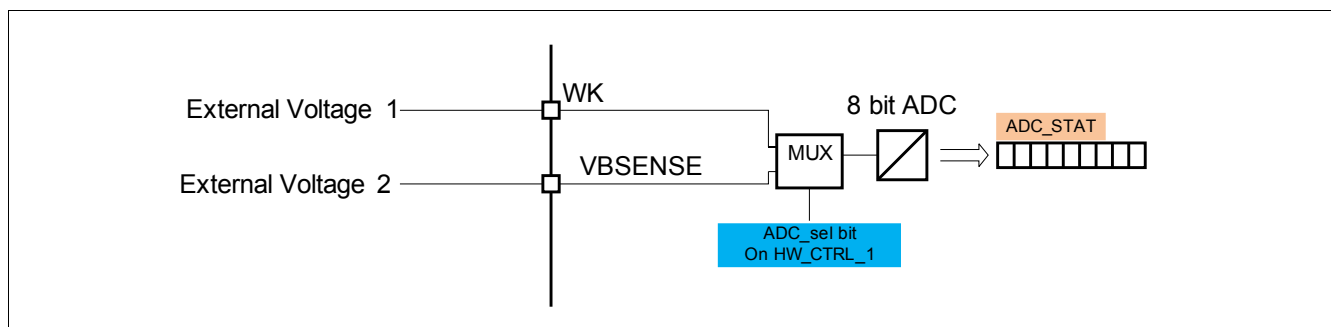 External Voltage 1
WK
8 bit ADC
ADC_STAT
MUX
External Voltage 2
VBSENSE
ADC_sel bit
On HW_CTRL_1